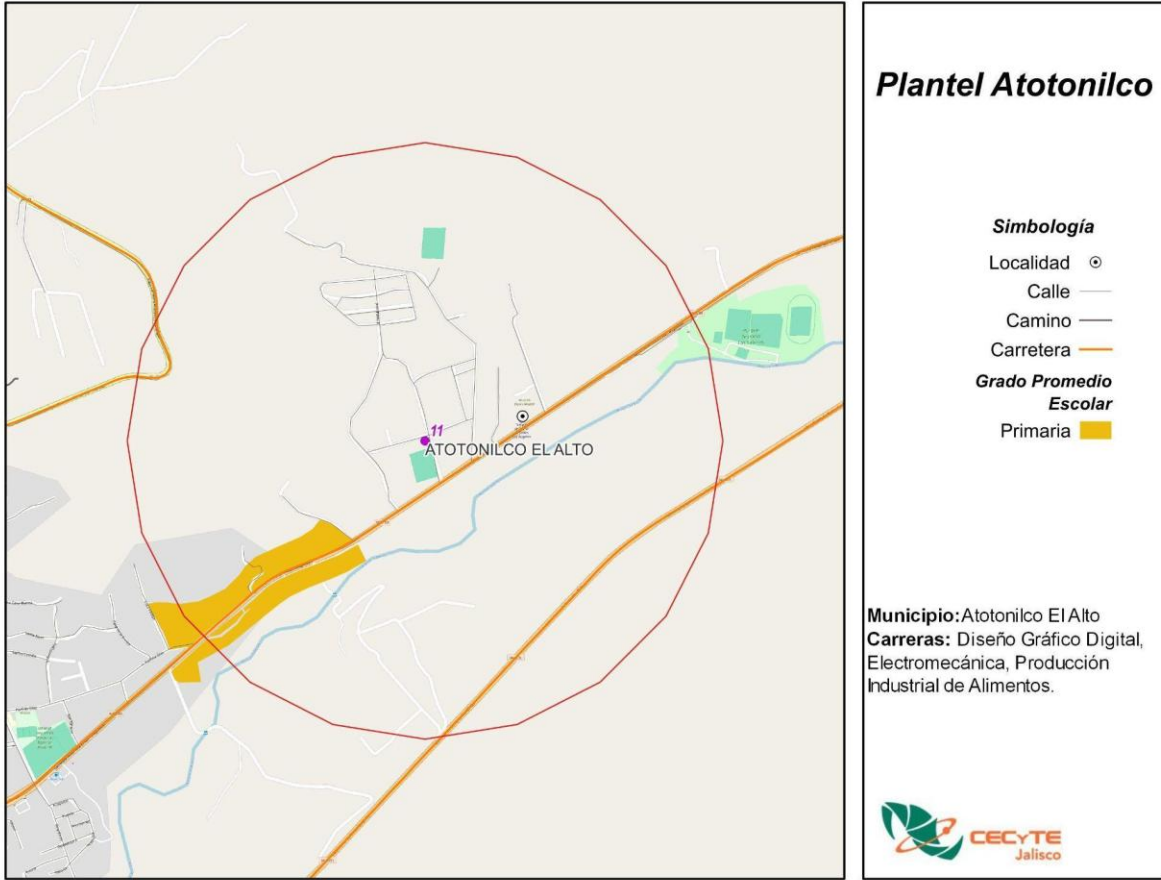 11
ATOTONILCO EL ALTO
Plantel Atotonilco
Simbología
Localidad
Calle
Camino
Carretera
Grado Promedio
Escolar
Primaria
Municipio: Atotonilco El Alto
Carreras: Diseño Gráfico Digital,
Electromecánica, Producción
Industrial de Alimentos.
CECyTE
Jalisco